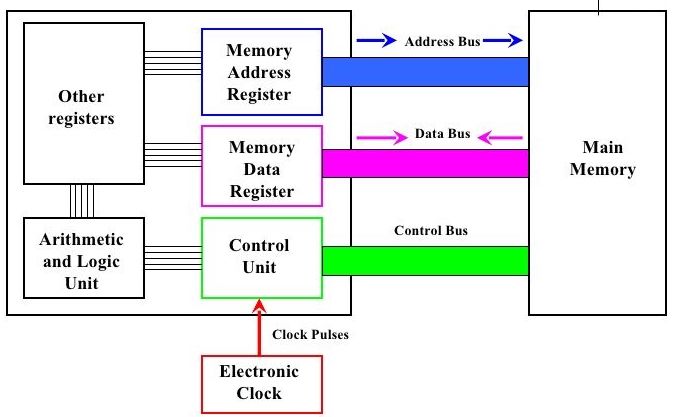 Other
registers
Memory
Address
Register
Address Bus
Memory
Data
Register
Data Bus
Main
Memory
Arithmetic
and Logic
Unit
Control
Unit
Control Bus
Clock Pulses
Electronic
Clock